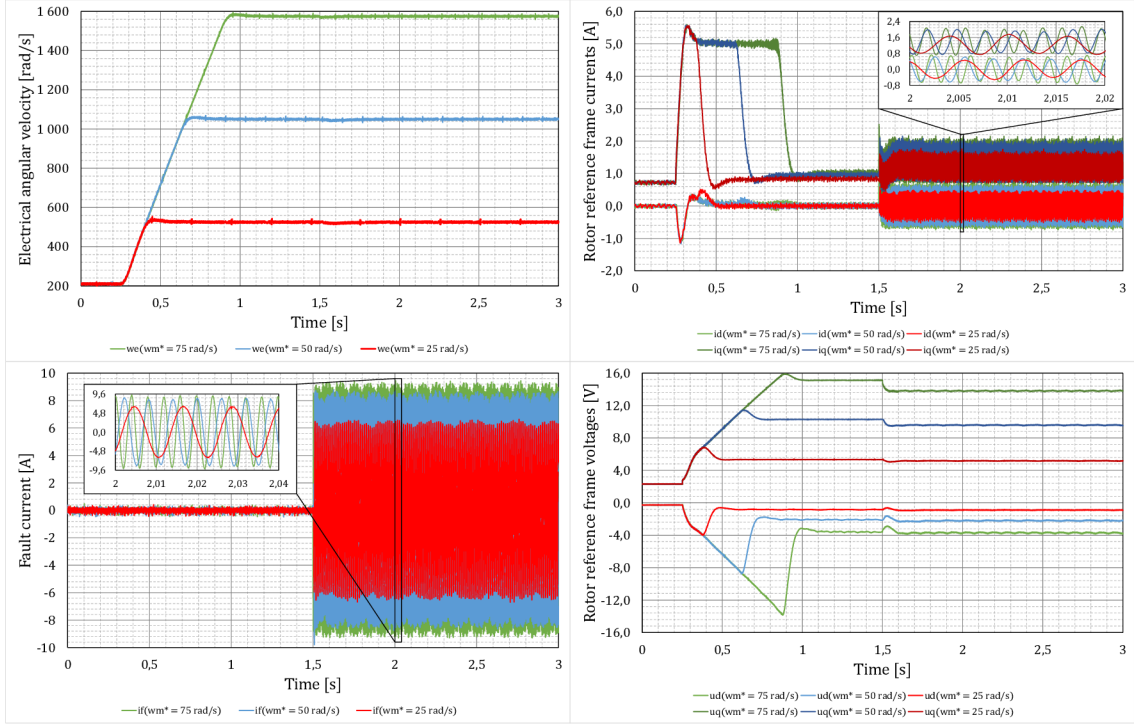 Electrical angular velocity [rad/s]
1 600
1 400
1 200
1 000
800
600
400
200
0 0,5 1 1,5 2 2,5 3
Time [s]
we(wm* = 75 rad/s) we(wm* = 50 rad/s) we(wm* = 25 rad/s)
Rotor reference frame currents [A]
6,0
5,0
4,0
3,0
2,0
1,0
0,0
-1,0
-2,0
2,4
1,6
0,8
0,0
-0,8
2 2,005 2,01 2,015 2,02
0 0,5 1 1,5 2 2,5 3
Time [s]
id(wm* = 75 rad/s) id(wm* = 50 rad/s) id(wm* = 25 rad/s)
iq(wm* = 75 rad/s) iq(wm* = 50 rad/s) iq(wm* = 25 rad/s)
Fault current [A]
10
8
6
4
2
0
-2
-4
-6
-8
-10
9,6
4,8
0,0
-4,8
-9,6
2 2,01 2,02 2,03 2,04
0 0,5 1 1,5 2 2,5 3
Time [s]
if(wm* = 75 rad/s) if(wm* = 50 rad/s) if(wm* = 25 rad/s)
Rotor reference frame voltages [V]
16,0
12,0
8,0
4,0
0,0
-4,0
-8,0
-12,0
-16,0
0 0,5 1 1,5 2 2,5 3
Time [s]
ud(wm* = 75 rad/s) ud(wm* = 50 rad/s) ud(wm* = 25 rad/s)
uq(wm* = 75 rad/s) uq(wm* = 50 rad/s) uq(wm* = 25 rad/s)